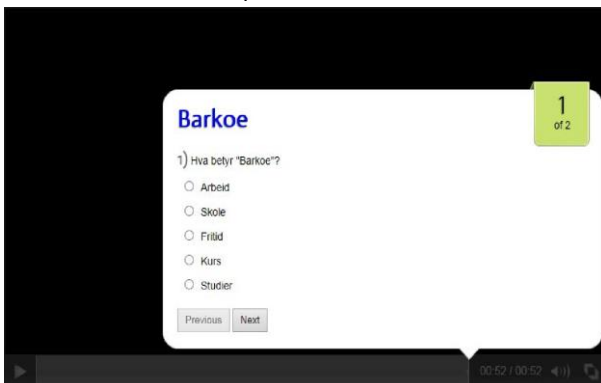 Barkoe
1
of 2
1) Hva betyr "Barkoe"?
Arbeid
Skole
Fritid
Kurs
Studier
Previous Next
00:52 / 00:52